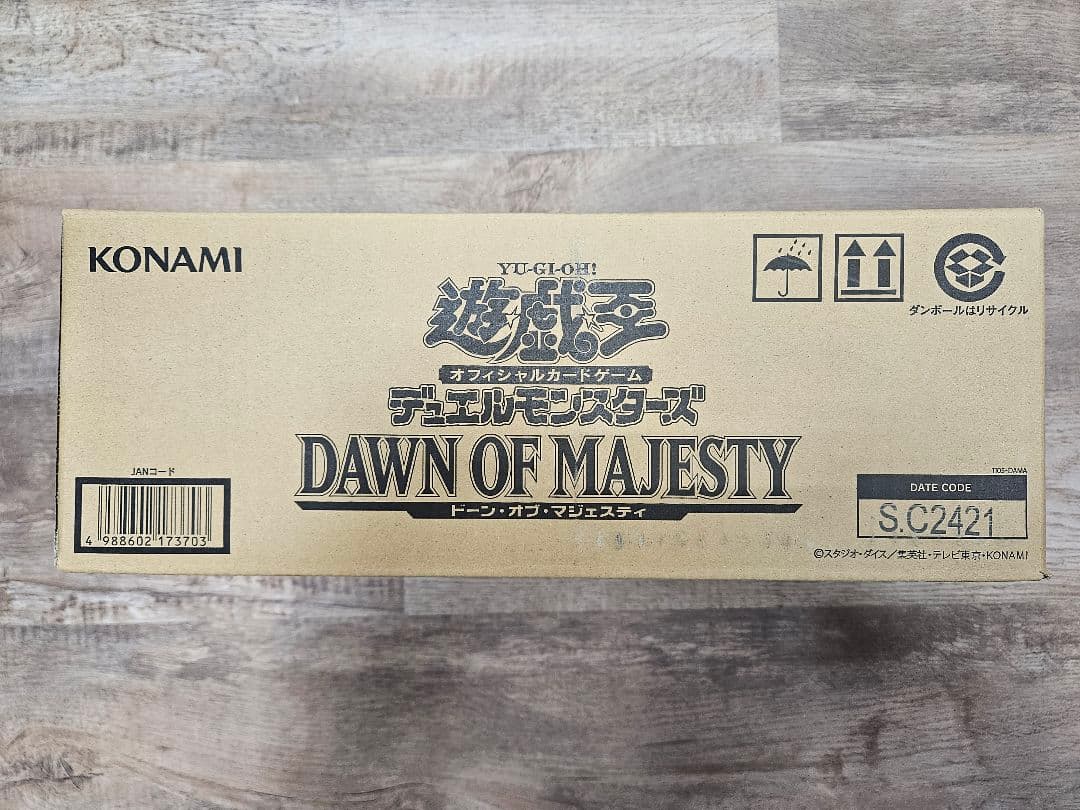 KONAMI
YU-GI-OH!
遊戯王
オフィシャルカードゲーム
デュエルモンスターズ
DAWN OF MAJESTY
ドーン・オブ・マジェスティ
ダンボールはリサイクル
JANコード
4 988602 173703
1103-DAMA
DATE CODE
S.C2421
©スタジオ・ダイス/集英社・テレビ東京・KONAMI